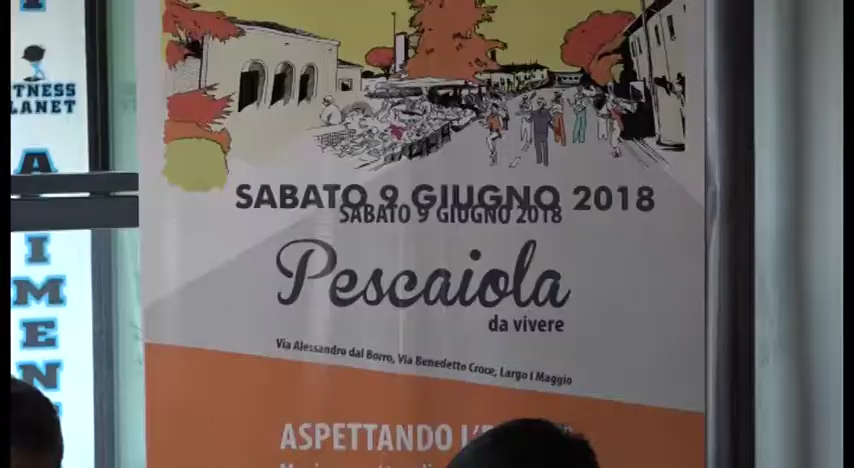 TNESS
LANET
A
IMEN
SABATO 9 GIUGNO 2018
SABATO 9 GIUGNO 2018
Pescaiola
da vivere
Via Alessandro dal Borro, Via Benedetto Croce, Largo I Maggio
ASPETTANDO